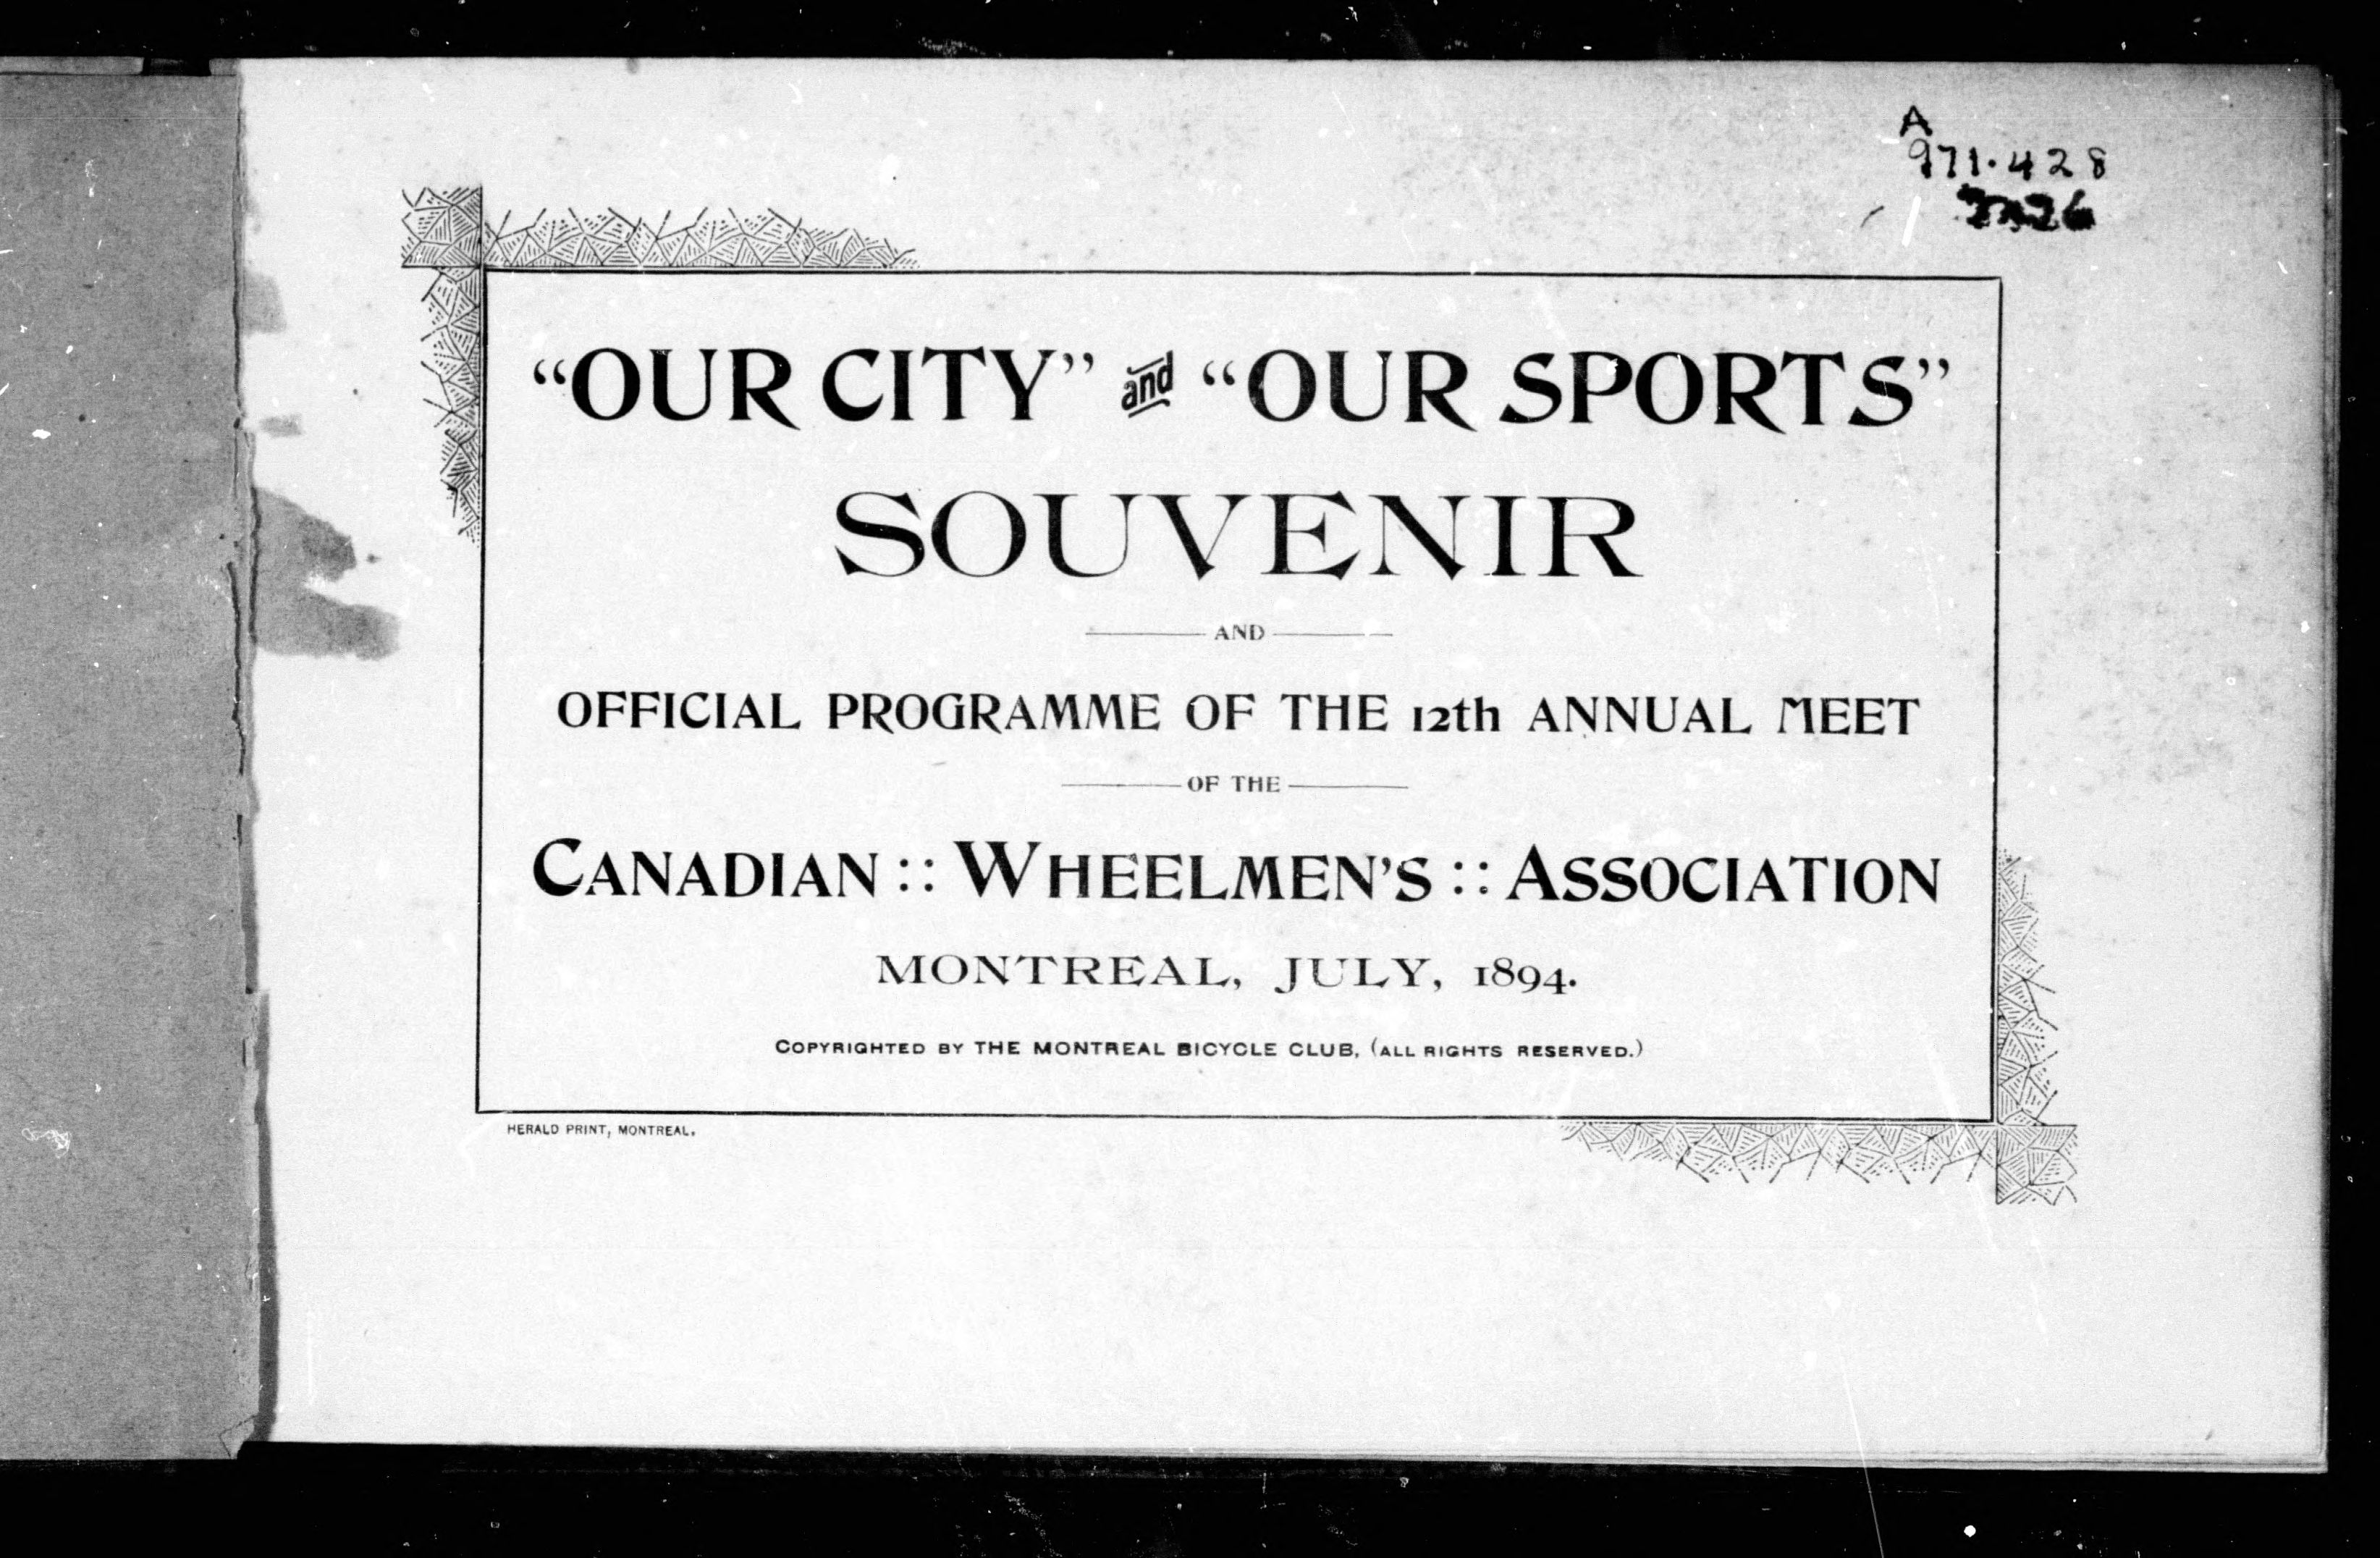 A
971.428
"OUR CITY" and "OUR SPORTS"
SOUVENIR
AND
OFFICIAL PROGRAMME OF THE 12th ANNUAL MEET
OF THE
CANADIAN :: WHEELMEN'S :: ASSOCIATION
MONTREAL, JULY, 1894.
COPYRIGHTED BY THE MONTREAL BICYCLE CLUB, (ALL RIGHTS RESERVED.)
HERALD PRINT, MONTREAL.